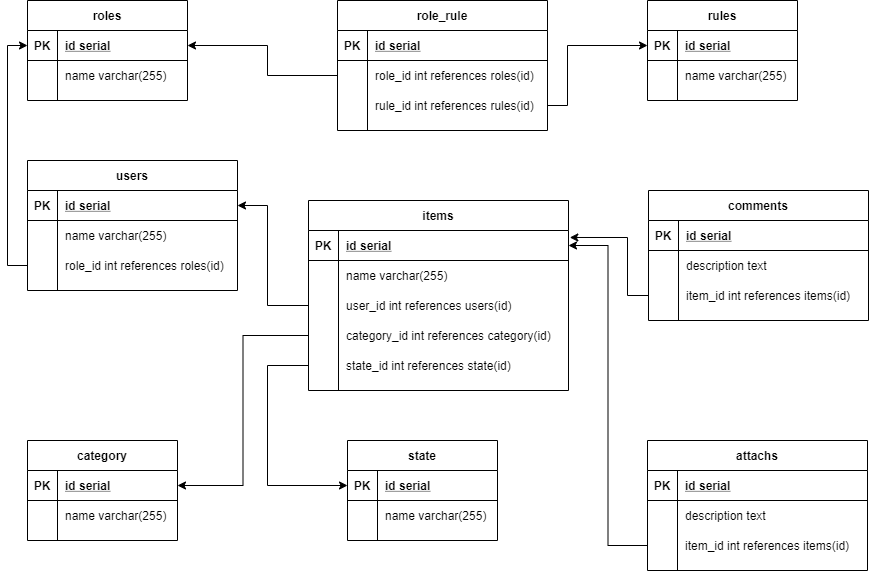 roles
PK id serial
name varchar(255)
role_rule
PK id serial
role_id int references roles(id)
rule_id int references rules(id)
rules
PK id serial
name varchar(255)
users
PK id serial
name varchar(255)
role_id int references roles(id)
items
PK id serial
name varchar(255)
user_id int references users(id)
category_id int references category(id)
state_id int references state(id)
comments
PK id serial
description text
item_id int references items(id)
category
PK id serial
name varchar(255)
state
PK id serial
name varchar(255)
attachs
PK id serial
description text
item_id int references items(id)